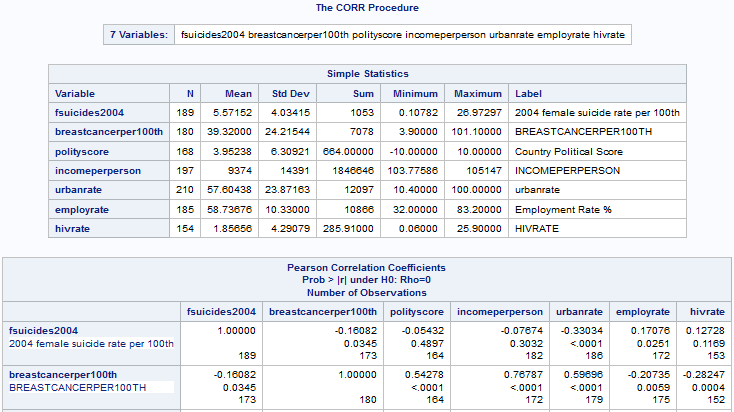 The CORR Procedure
7 Variables: fsuicides2004 breastcancerper100th polityscore incomeperperson urbanrate employrate hivrate
Simple Statistics
Variable N Mean Std Dev Sum Minimum Maximum Label
fsuicides2004 189 5.57152 4.03415 1053 0.10782 26.97297 2004 female suicide rate per 100th
breastcancerper100th 180 39.32000 24.21544 7078 3.90000 101.10000 BREASTCANCERPER100TH
polityscore 168 3.95238 6.30921 664.00000 -10.00000 10.00000 Country Political Score
incomeperperson 197 9374 14391 1846646 103.77586 105147 INCOMEPERPERSON
urbanrate 210 57.60438 23.87163 12097 10.40000 100.00000 urbanrate
employrate 185 58.73676 10.33000 10866 32.00000 83.20000 Employment Rate %
hivrate 154 1.85656 4.29079 285.91000 0.06000 25.90000 HIVRATE
Pearson Correlation Coefficients
Prob > |r| under H0: Rho=0
Number of Observations
fsuicides2004 breastcancerper100th polityscore incomeperperson urbanrate employrate hivrate
fsuicides2004 1.00000 -0.16082 -0.05432 -0.07674 -0.33034 0.17076 0.12728
2004 female suicide rate per 100th 0.0345 0.4897 0.3032 <.0001 0.0251 0.1169
189 173 164 182 186 172 153
breastcancerper100th -0.16082 1.00000 0.54278 0.76787 0.59696 -0.20735 -0.28247
BREASTCANCERPER100TH 0.0345 <.0001 <.0001 <.0001 0.0059 0.0004
173 180 164 172 179 175 152